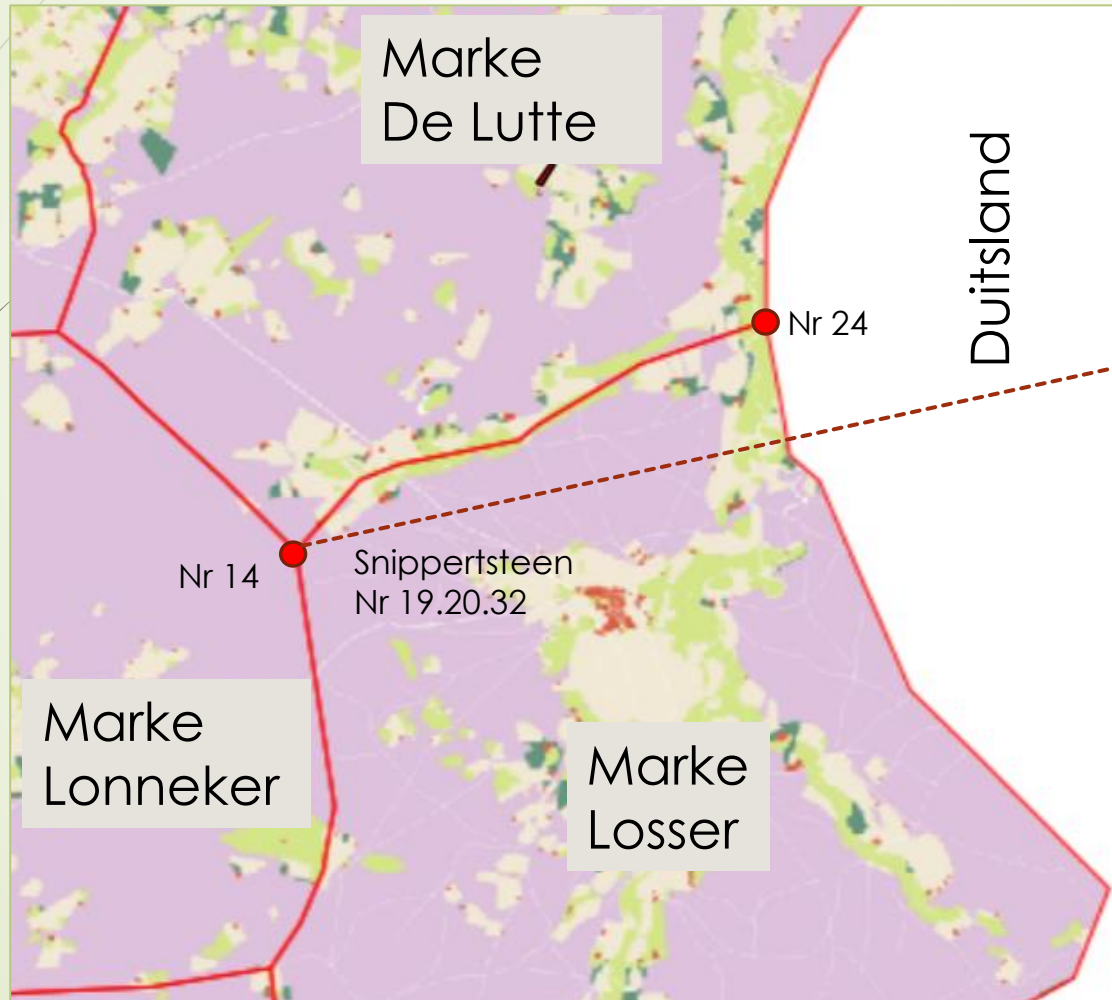 Marke
De Lutte
Duitsland
Nr 24
Nr 14
Snippertsteen
Nr 19.20.32
Marke
Lonneker
Marke
Losser